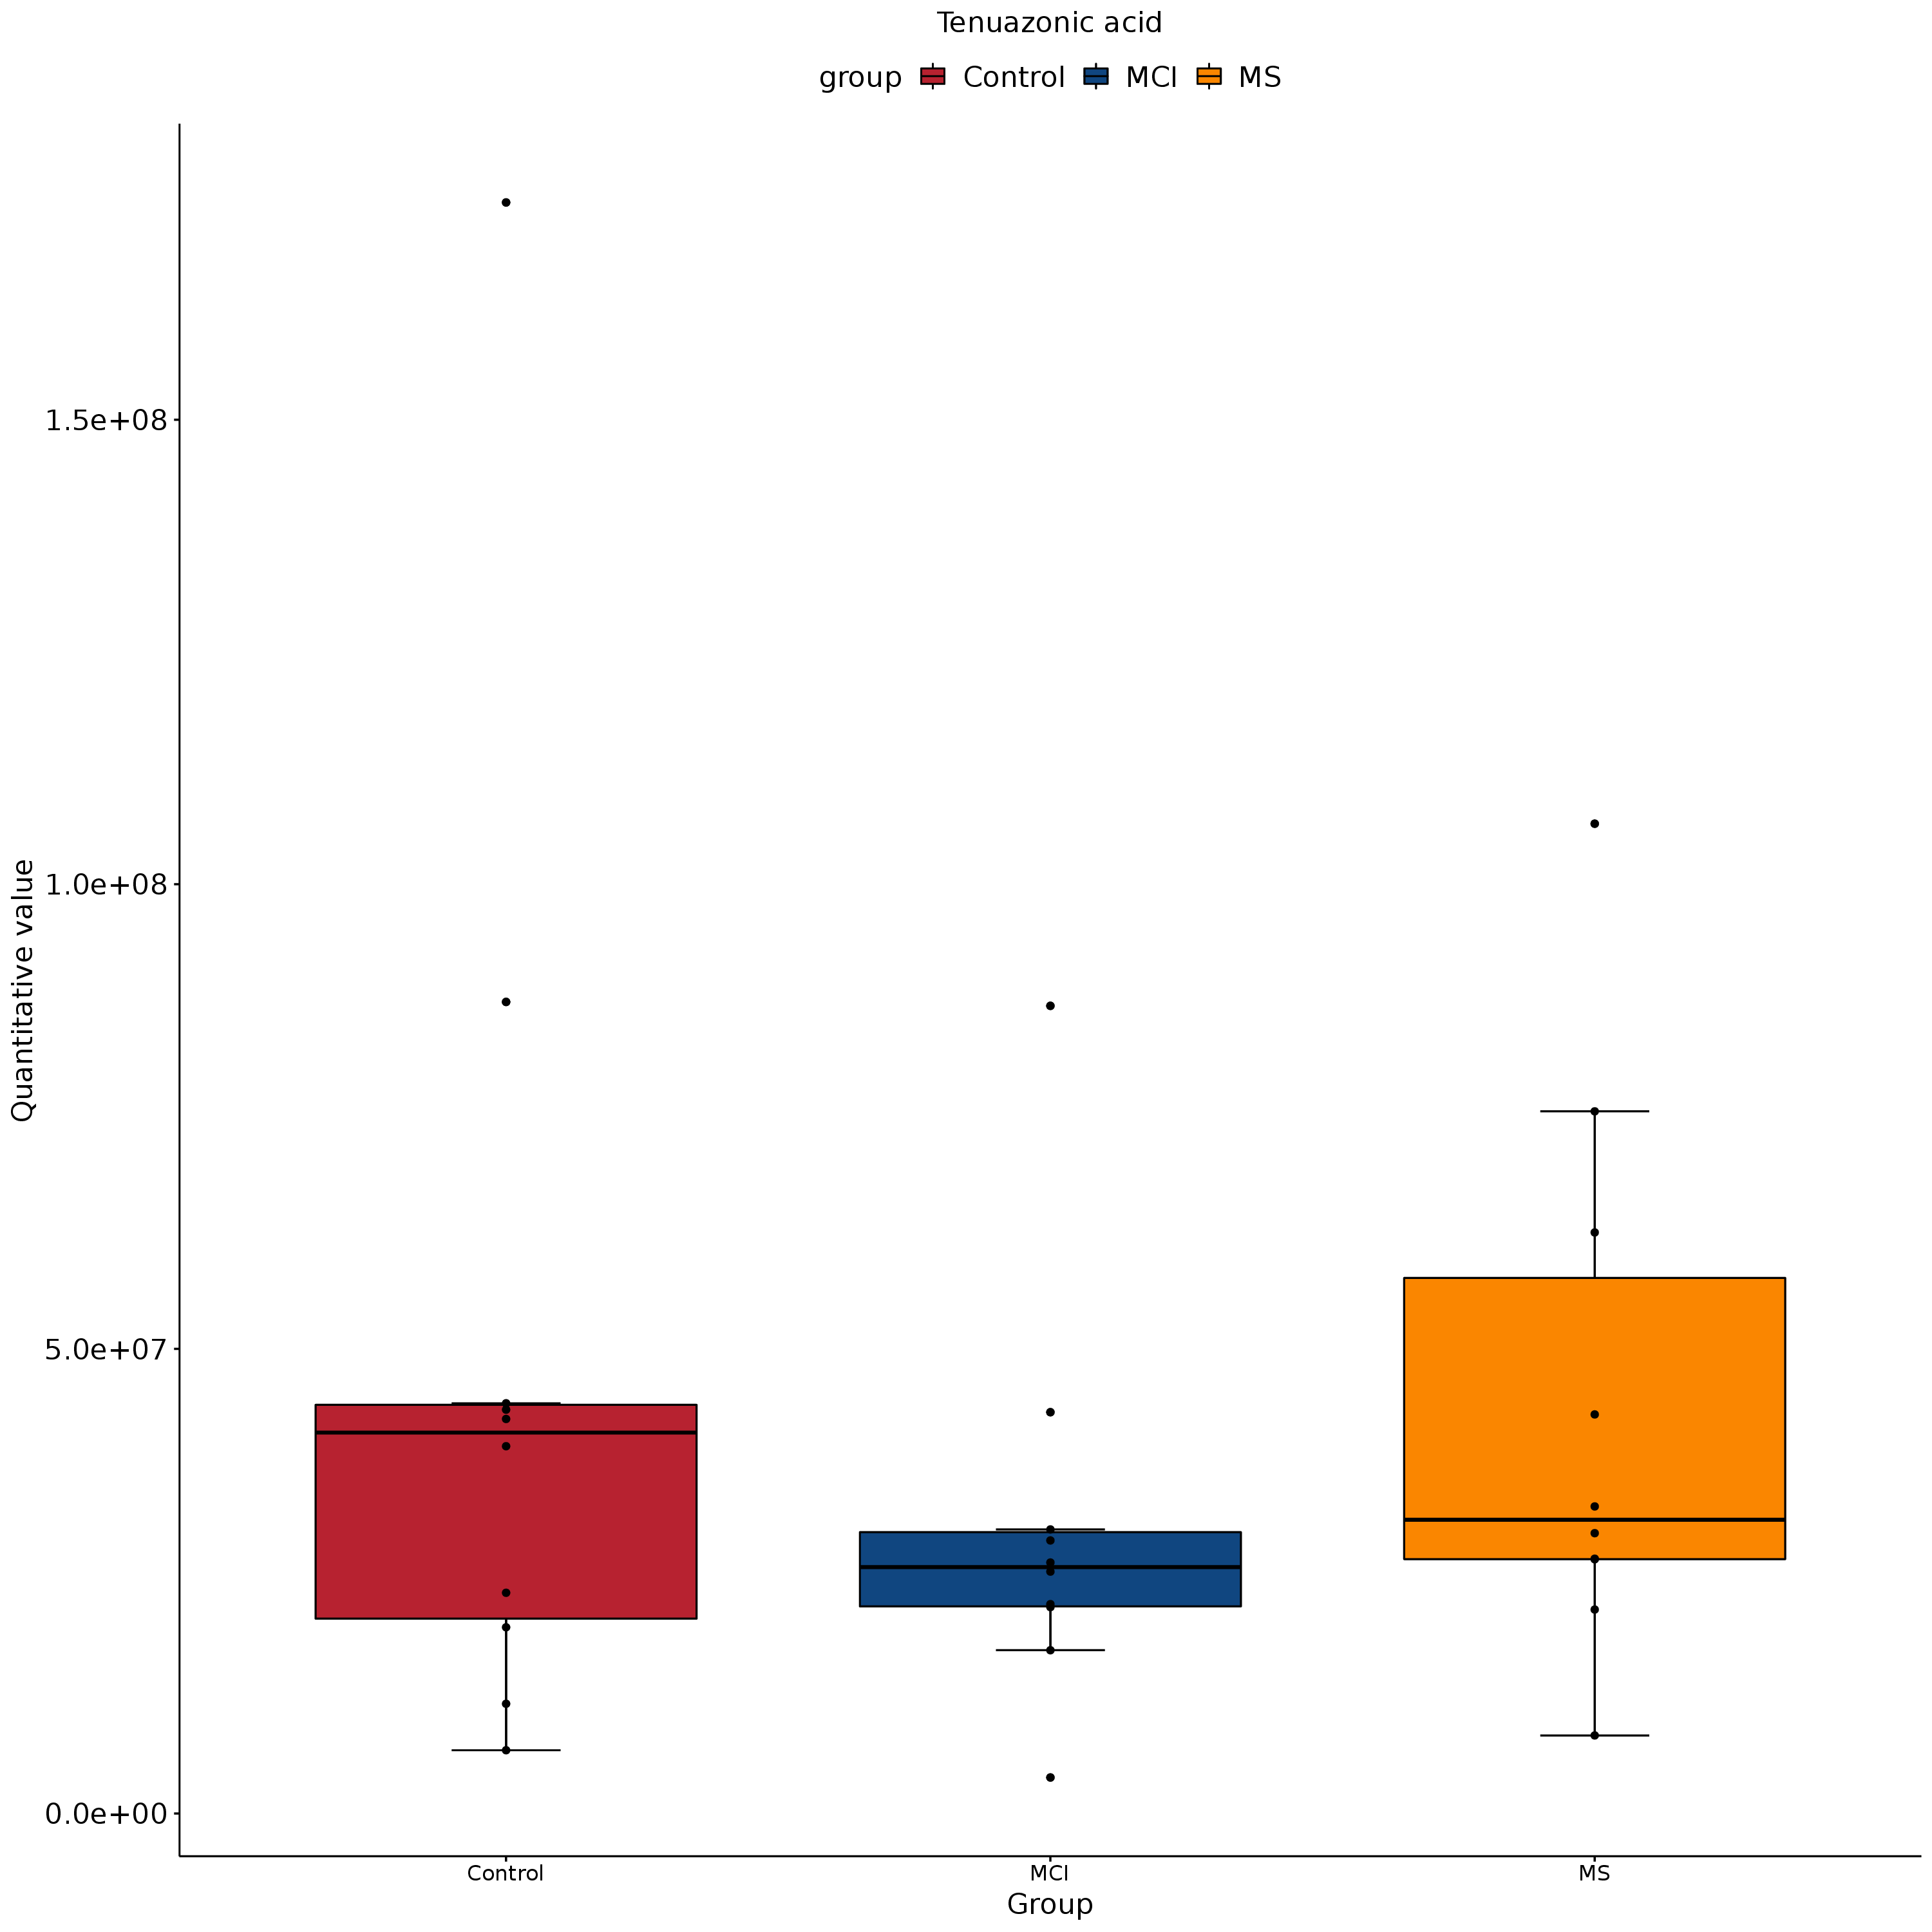 Tenuazonic acid
group Control MCI MS
Quantitative value
1.5e+08
1.0e+08
5.0e+07
0.0e+00
Control MCI MS
Group